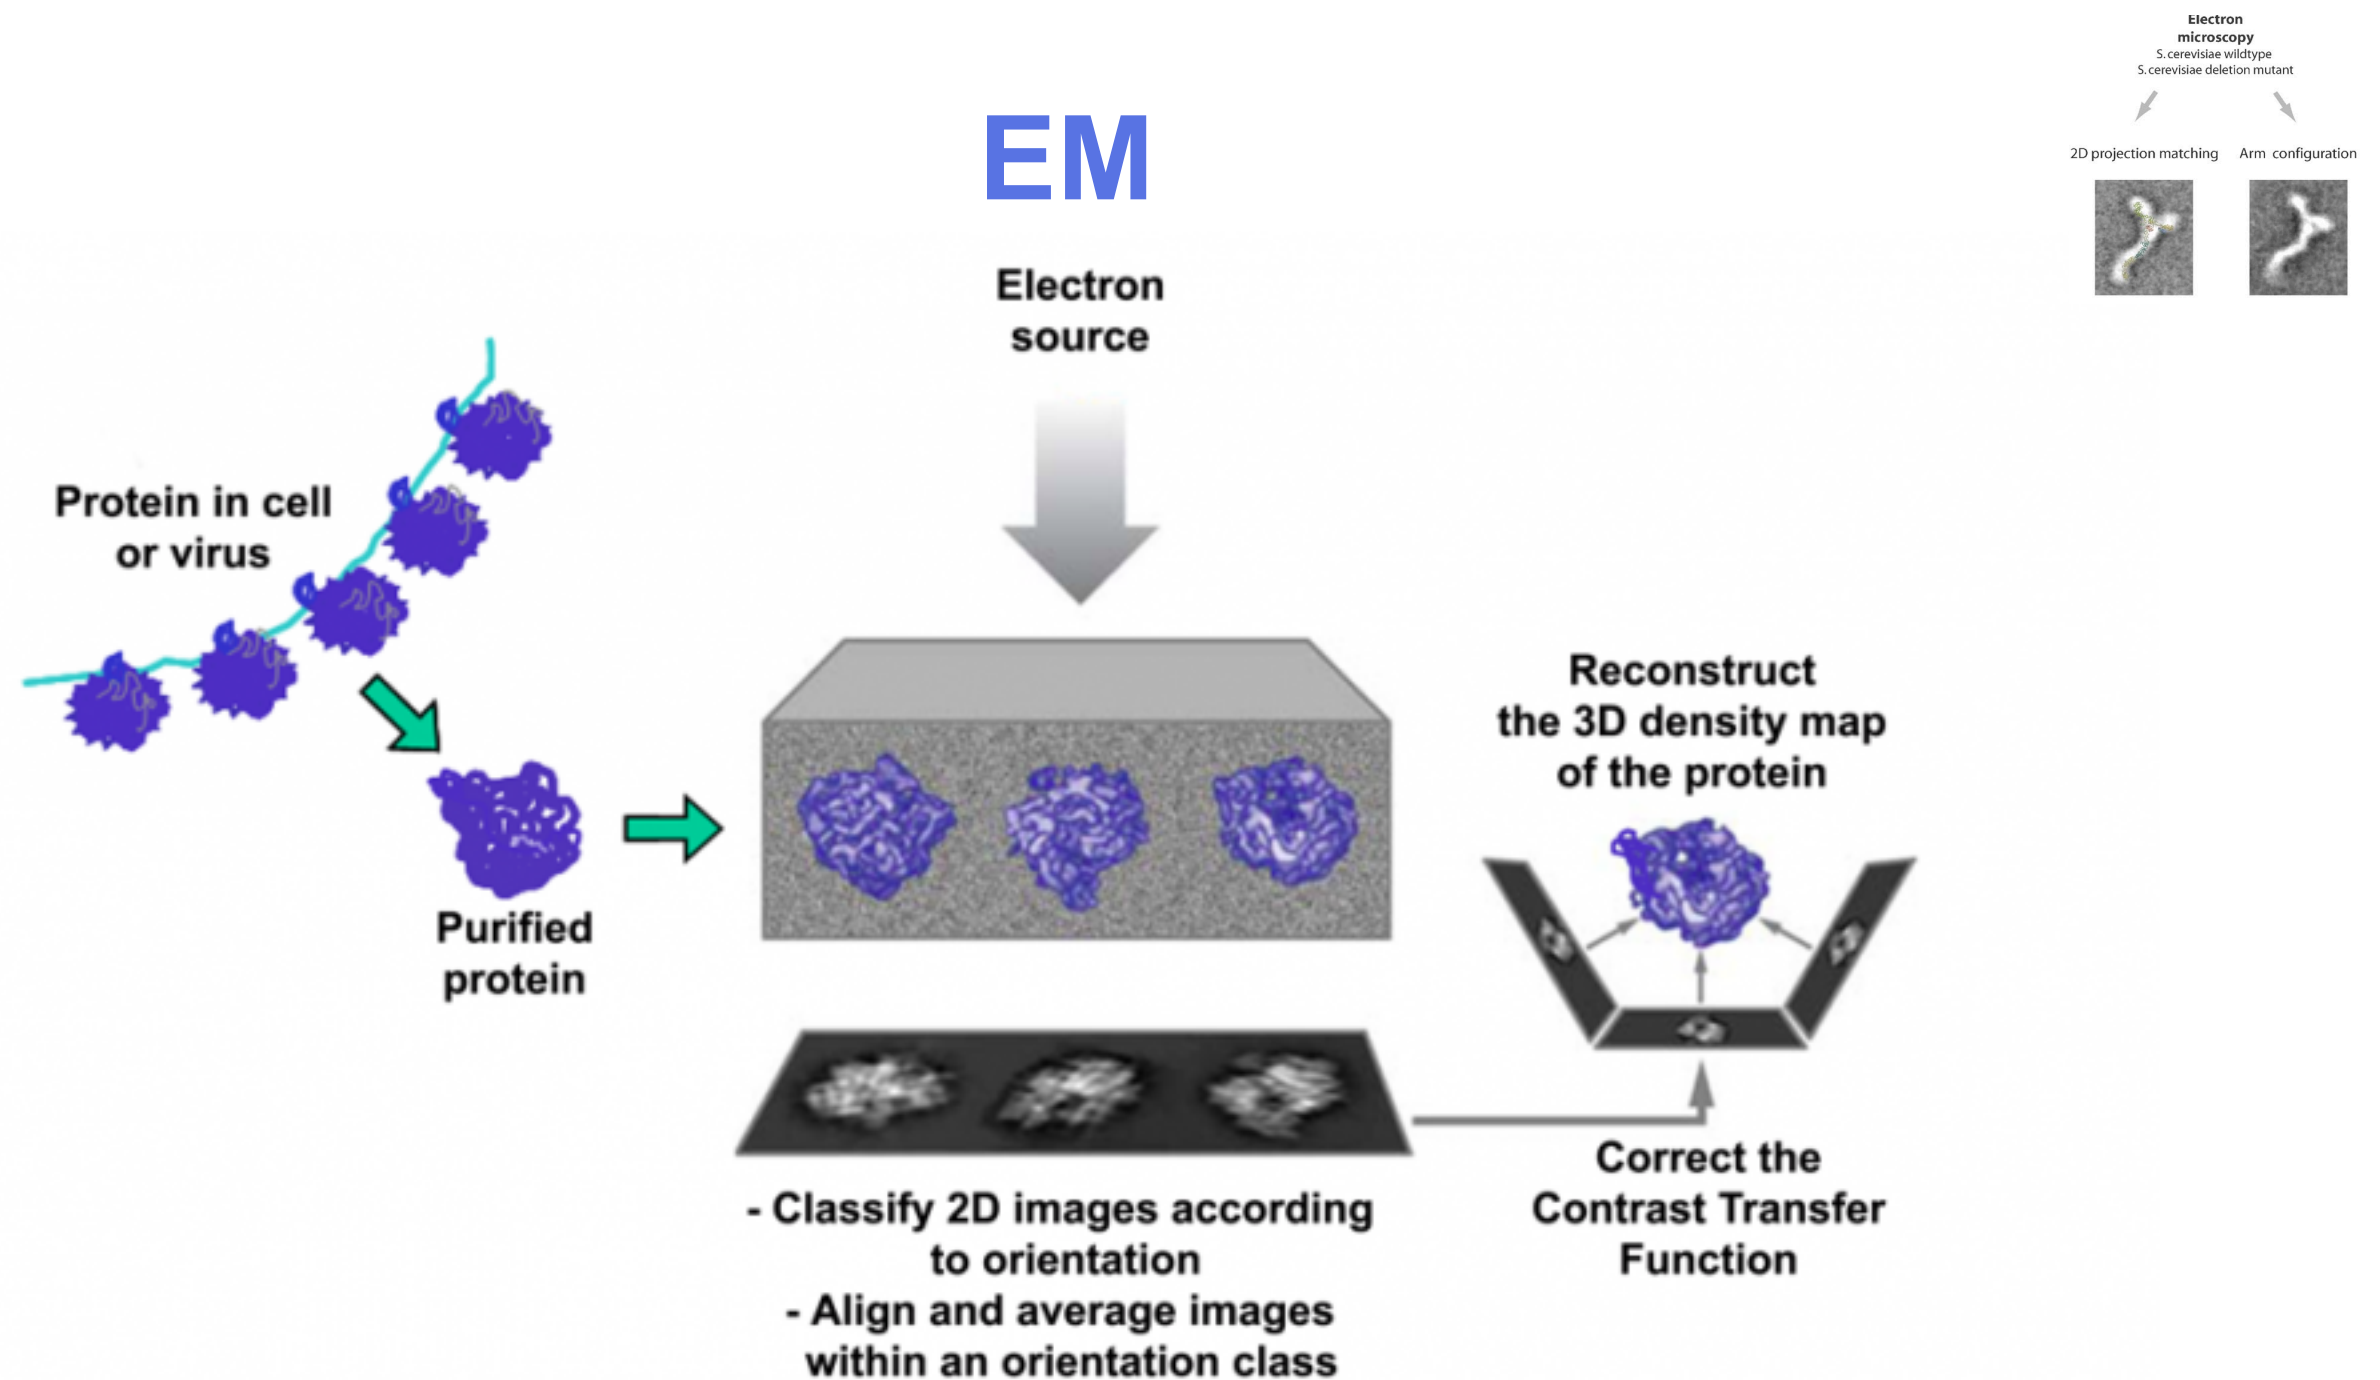 Electron
microscopy
S. cerevisiae wildtype
S. cerevisiae deletion mutant
2D projection matching
Arm configuration
EM
Electron
source
Protein in cell
or virus
Purified
protein
Reconstruct
the 3D density map
of the protein
Correct the
Contrast Transfer
Function
- Classify 2D images according
to orientation
- Align and average images
within an orientation class